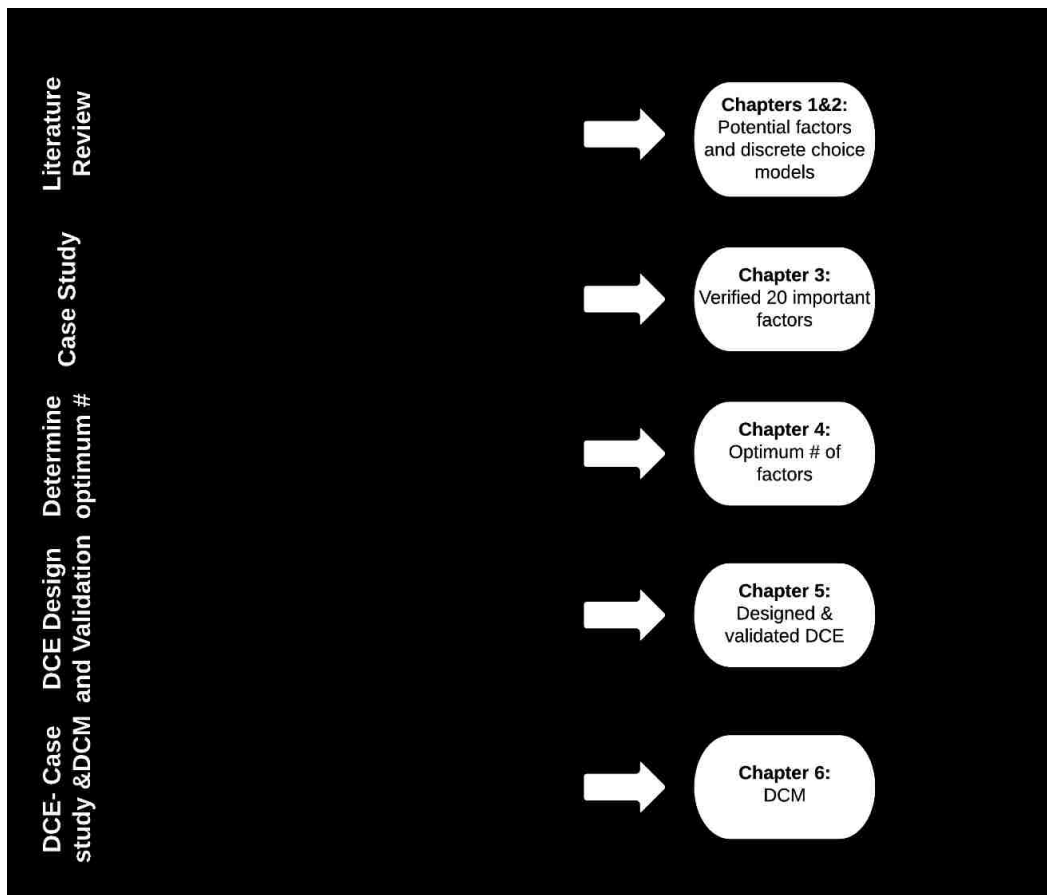 Literature
Review
Chapters 1&2:
Potential factors
and discrete choice
models
Case Study
Chapter 3:
Verified 20 important
factors
Determine
optimum #
Chapter 4:
Optimum # of
factors
DCE Design
and Validation
Chapter 5:
Designed &
validated DCE
DCE- Case
study &DCM
Chapter 6:
DCM